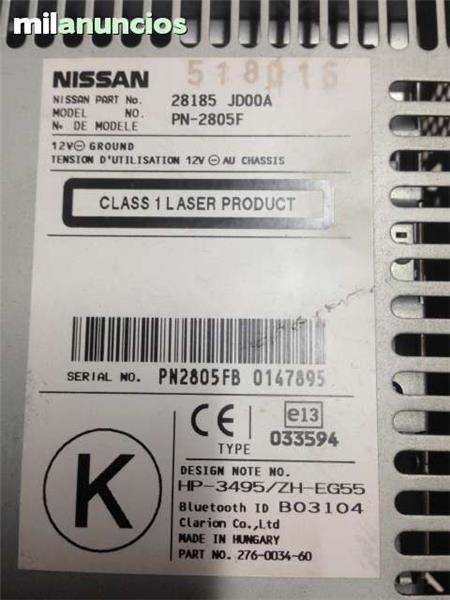 milanuncios
518016
NISSAN
NISSAN PART No. 28185 JD00A
MODEL NO. PN-2805F
No. DE MODELE
12V⊖ GROUND
TENSION D'UTILISATION 12V ⊖ AU CHASSIS
CLASS 1 LASER PRODUCT
SERIAL NO. PN2805FB 0147895
CE e13
TYPE 033594
K
DESIGN NOTE NO.
HP-3495/ZH-EG55
Bluetooth ID B03104
Clarion Co.,Ltd
MADE IN HUNGARY
PART NO. 276-0034-60